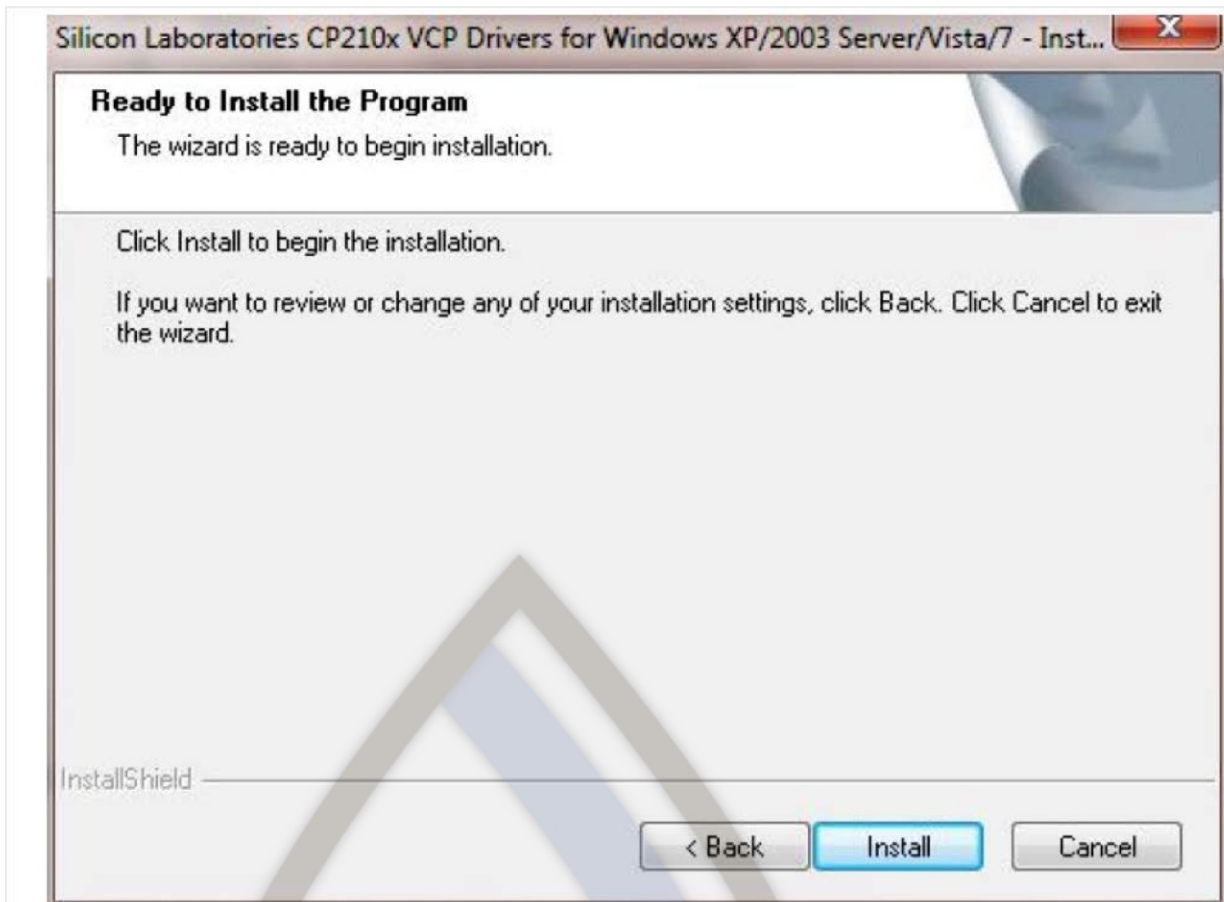 Silicon Laboratories CP210x VCP Drivers for Windows XP/2003 Server/Vista/7 - Inst...
Ready to Install the Program
The wizard is ready to begin installation.
Click Install to begin the installation.
If you want to review or change any of your installation settings, click Back. Click Cancel to exit
the wizard.
InstallShield
< Back Install Cancel